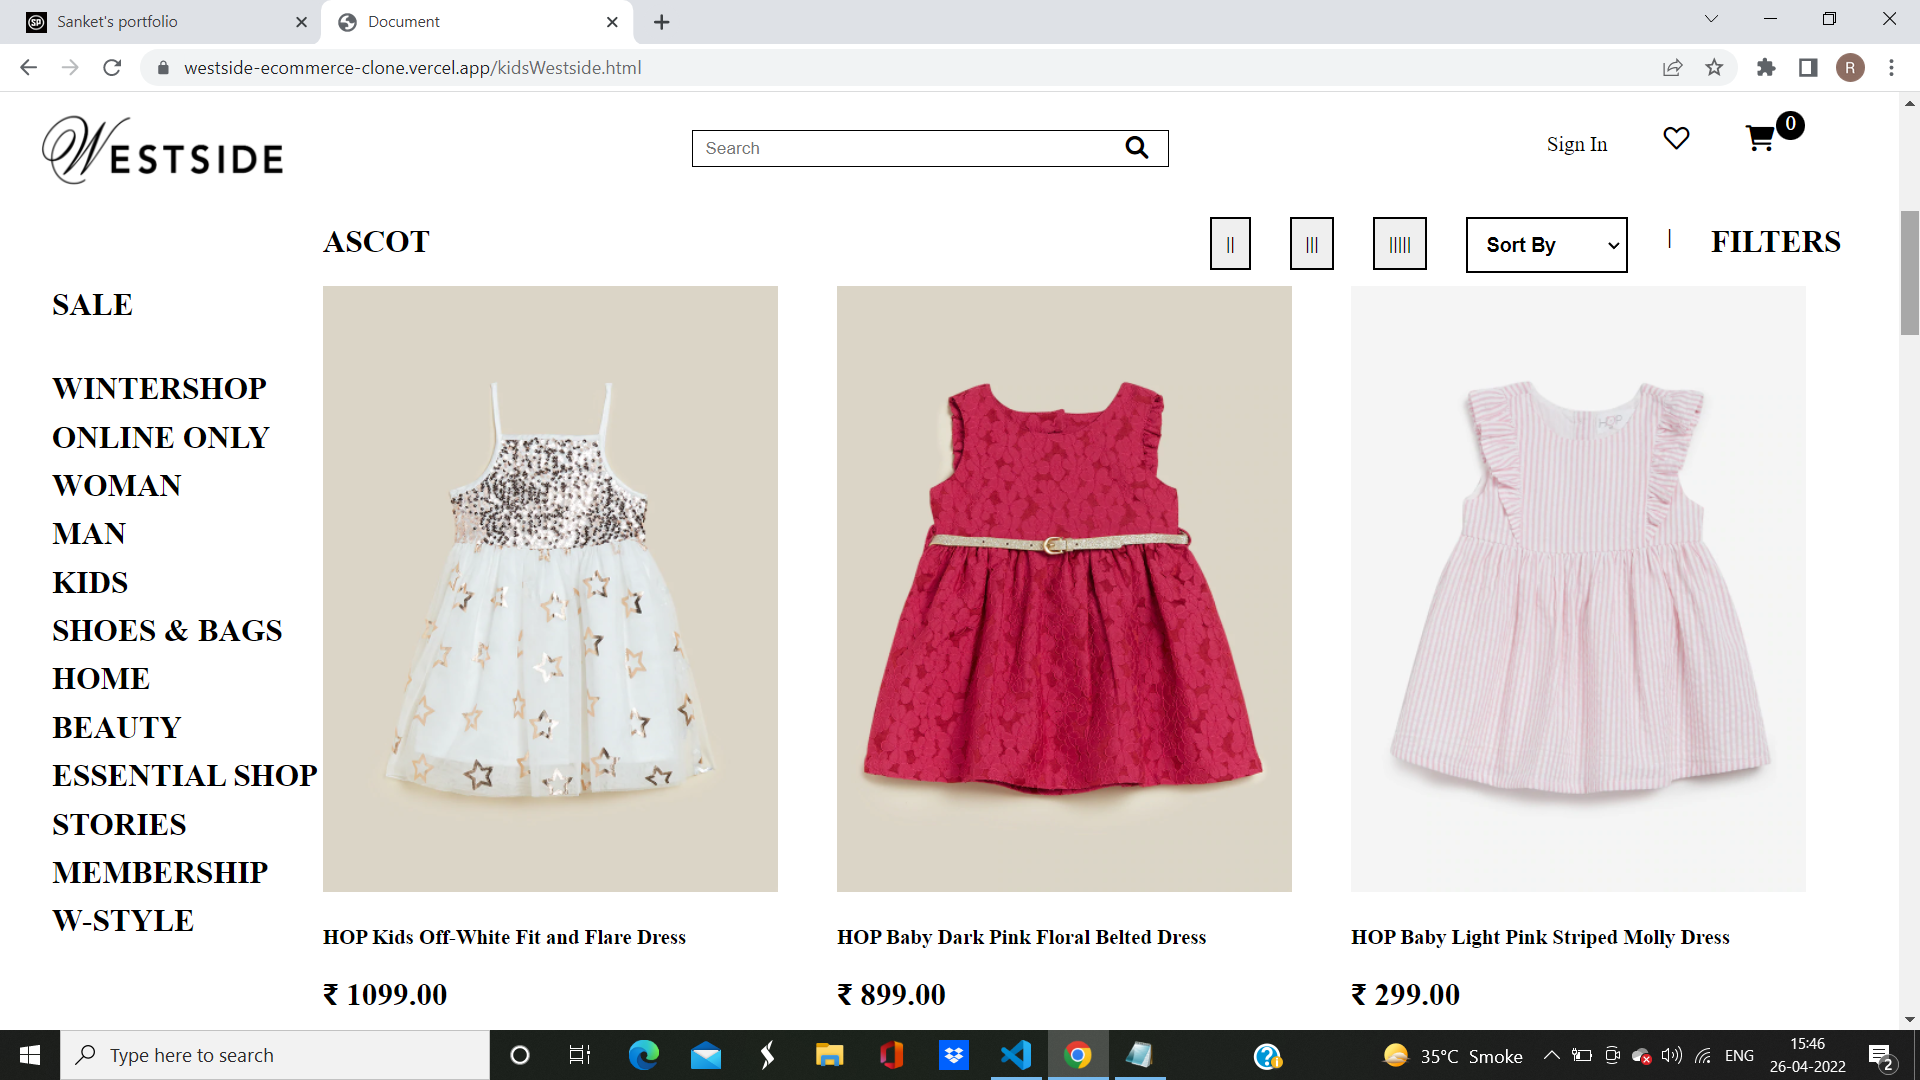 Sanket's portfolio
Document
westside-ecommerce-clone.vercel.app/kidsWestside.html
R
WESTSIDE
Search
Sign In
0
ASCOT
||
|||
|||||
Sort By
|
FILTERS
SALE
WINTERSHOP
ONLINE ONLY
WOMAN
MAN
KIDS
SHOES & BAGS
HOME
BEAUTY
ESSENTIAL SHOP
STORIES
MEMBERSHIP
W-STYLE
HOP
HOP Kids Off-White Fit and Flare Dress
HOP Baby Dark Pink Floral Belted Dress
HOP Baby Light Pink Striped Molly Dress
₹ 1099.00
₹ 899.00
₹ 299.00
Type here to search
35°C Smoke
ENG
15:46
26-04-2022
2